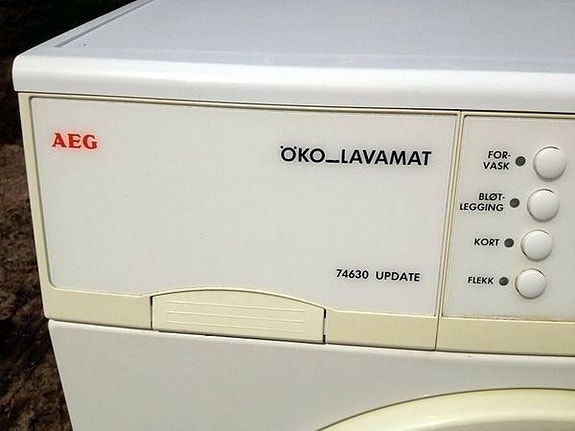 AEG
ÖKO_LAVAMAT
74630 UPDATE
FOR-
VASK
BLØT-
LEGGING
KORT
FLEKK